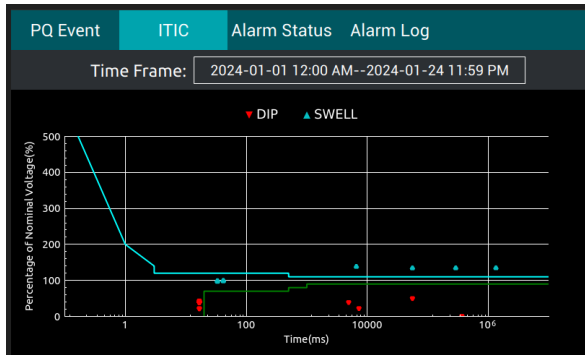 PQ Event ITIC Alarm Status Alarm Log
Time Frame: 2024-01-01 12:00 AM--2024-01-24 11:59 PM
DIP SWELL
Percentage of Nominal Voltage(%)
500
400
300
200
100
0
1 100 10000 10⁶
Time(ms)